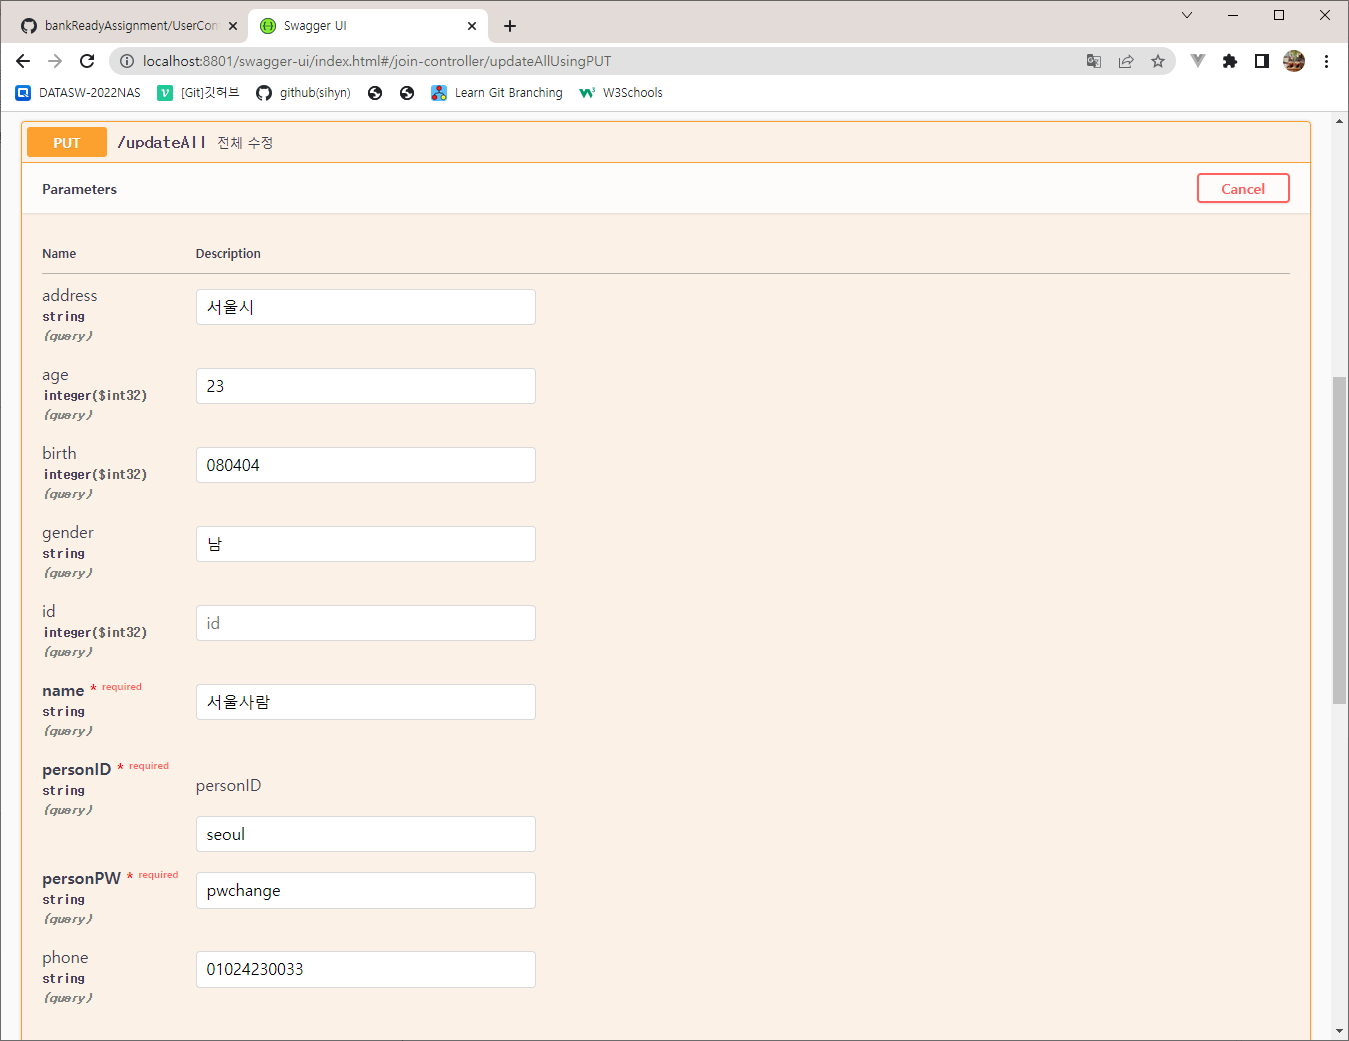 bankReadyAssignment/UserCon
Swagger UI
localhost:8801/swagger-ui/index.html#/join-controller/updateAllUsingPUT
DATASW-2022NAS
[Git]깃허브
github(sihyn)
Learn Git Branching
W3Schools
PUT /updateAll 전체 수정
Parameters
Cancel
Name Description
address
string
(query)
서울시
age
integer($int32)
(query)
23
birth
integer($int32)
(query)
080404
gender
string
(query)
남
id
integer($int32)
(query)
id
name * required
string
(query)
서울사람
personID * required
string
(query)
personID
seoul
personPW * required
string
(query)
pwchange
phone
string
(query)
01024230033